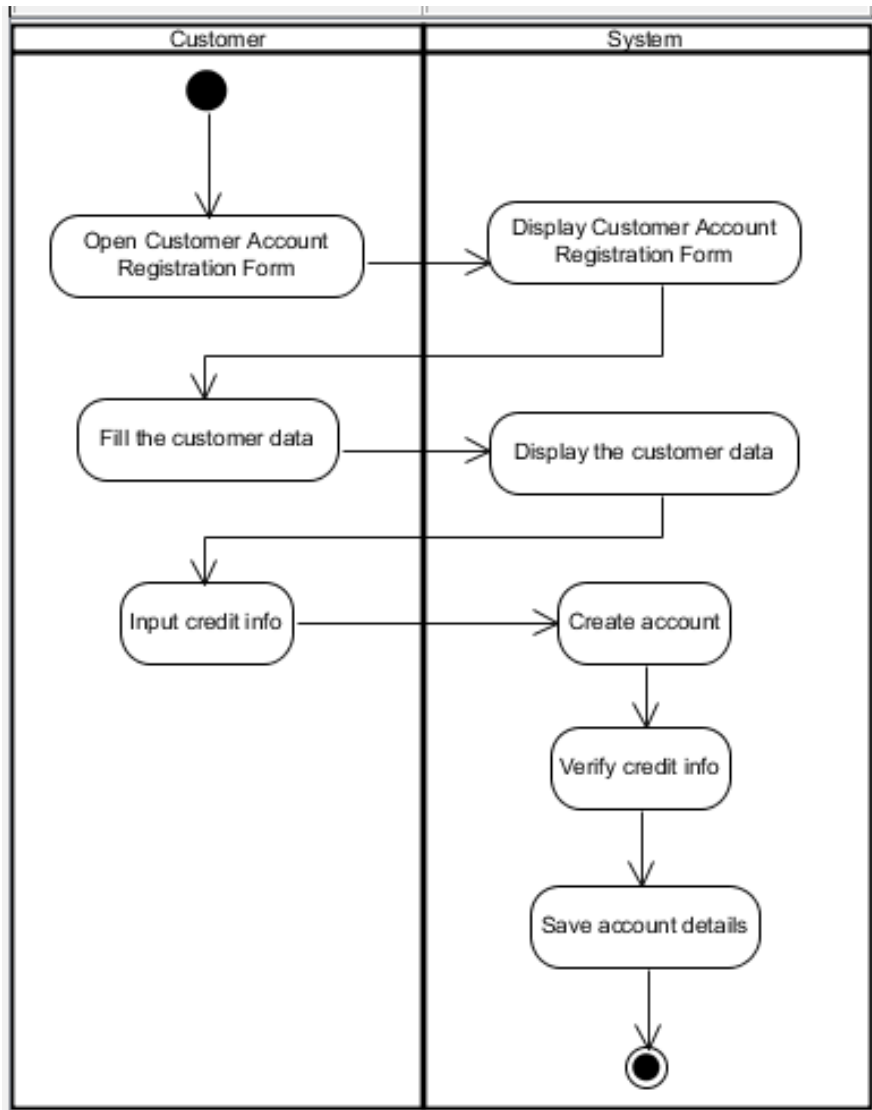 Customer
System
Open Customer Account
Registration Form
Display Customer Account
Registration Form
Fill the customer data
Display the customer data
Input credit info
Create account
Verify credit info
Save account details